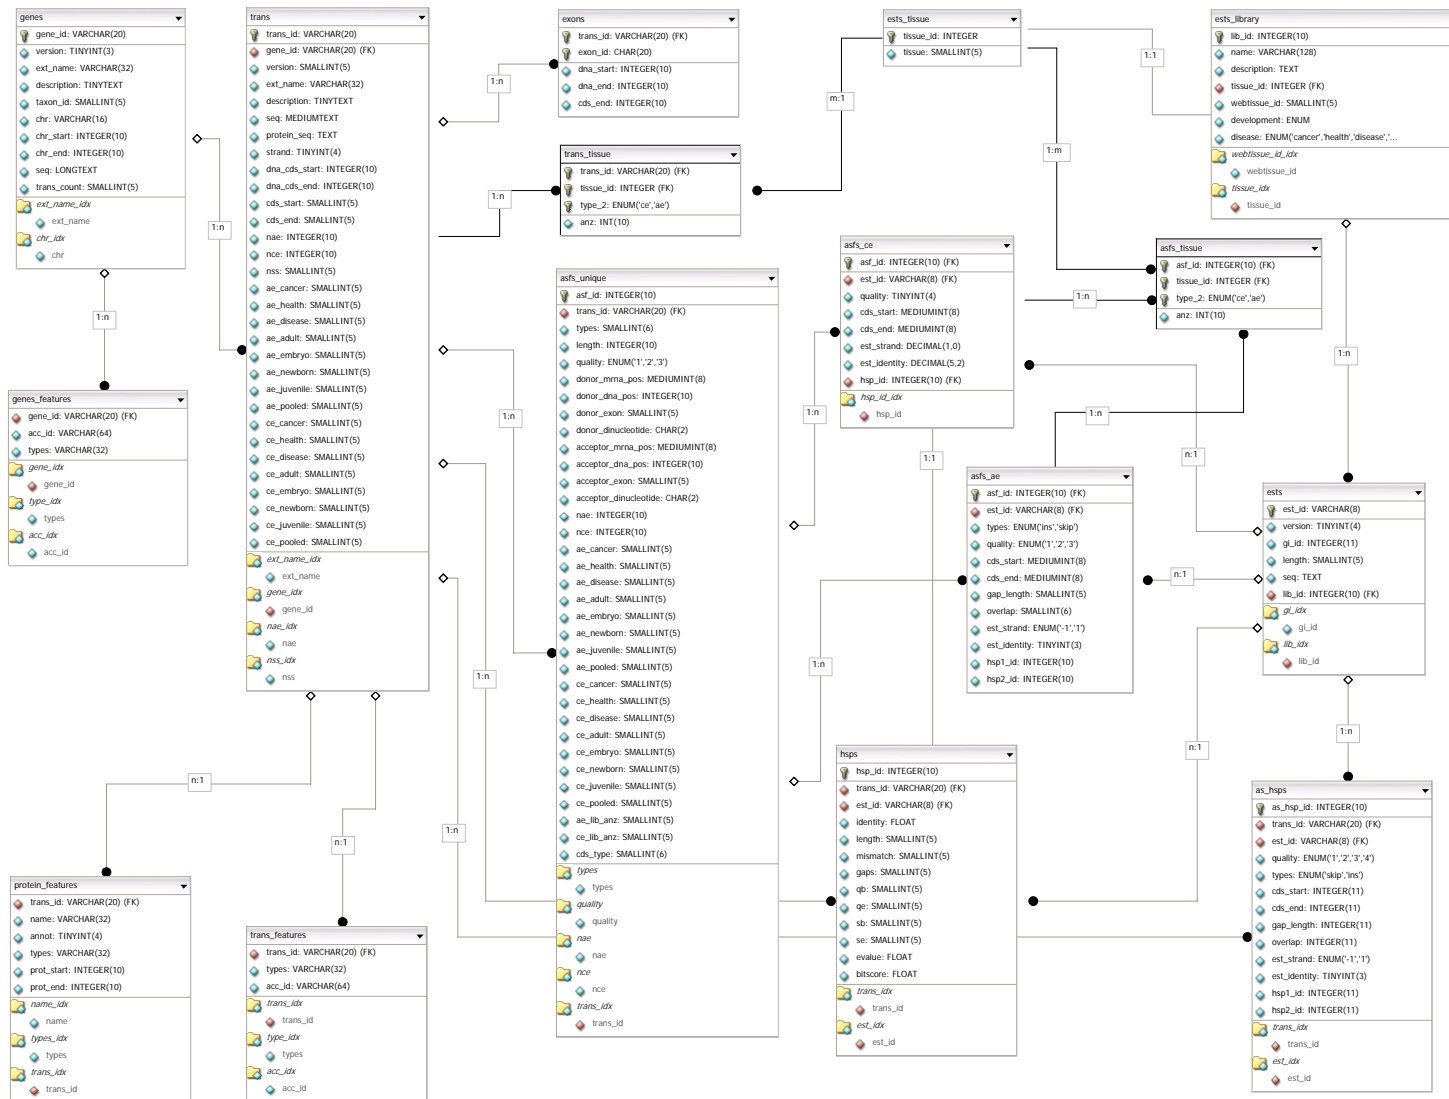 genes
gene_id: VARCHAR(20)
version: TINYINT(3)
ext_name: VARCHAR(32)
description: TINYTEXT
taxon_id: SMALLINT(5)
chr: VARCHAR(16)
chr_start: INTEGER(10)
chr_end: INTEGER(10)
seq: LONGTEXT
trans_count: SMALLINT(5)
ext_name_idx
ext_name
chr_idx
chr
1:n
1:n
genes_features
gene_id: VARCHAR(20) (FK)
acc_id: VARCHAR(64)
types: VARCHAR(32)
gene_idx
gene_id
type_idx
types
acc_idx
acc_id
trans
trans_id: VARCHAR(20)
gene_id: VARCHAR(20) (FK)
version: SMALLINT(5)
ext_name: VARCHAR(32)
description: TINYTEXT
seq: MEDIUMTEXT
protein_seq: TEXT
strand: TINYINT(4)
dna_cds_start: INTEGER(10)
dna_cds_end: INTEGER(10)
cds_start: SMALLINT(5)
cds_end: SMALLINT(5)
nae: INTEGER(10)
nce: INTEGER(10)
nss: SMALLINT(5)
ae_cancer: SMALLINT(5)
ae_health: SMALLINT(5)
ae_disease: SMALLINT(5)
ae_adult: SMALLINT(5)
ae_embryo: SMALLINT(5)
ae_newborn: SMALLINT(5)
ae_juvenile: SMALLINT(5)
ae_pooled: SMALLINT(5)
ce_cancer: SMALLINT(5)
ce_health: SMALLINT(5)
ce_disease: SMALLINT(5)
ce_adult: SMALLINT(5)
ce_embryo: SMALLINT(5)
ce_newborn: SMALLINT(5)
ce_juvenile: SMALLINT(5)
ce_pooled: SMALLINT(5)
ext_name_idx
ext_name
gene_idx
gene_id
nae_idx
nae
nss_idx
nss
n:1
n:1
protein_features
trans_id: VARCHAR(20) (FK)
name: VARCHAR(32)
annot: TINYINT(4)
types: VARCHAR(32)
prot_start: INTEGER(10)
prot_end: INTEGER(10)
name_idx
name
types_idx
types
trans_idx
trans_id
trans_features
trans_id: VARCHAR(20) (FK)
types: VARCHAR(32)
acc_id: VARCHAR(64)
trans_idx
trans_id
type_idx
types
acc_idx
acc_id
1:n
1:n
1:n
1:n
1:n
exons
trans_id: VARCHAR(20) (FK)
exon_id: CHAR(20)
dna_start: INTEGER(10)
dna_end: INTEGER(10)
cds_end: INTEGER(10)
trans_tissue
trans_id: VARCHAR(20) (FK)
tissue_id: INTEGER (FK)
type_2: ENUM('ce','ae')
anz: INT(10)
asfs_unique
asf_id: INTEGER(10)
trans_id: VARCHAR(20) (FK)
types: SMALLINT(6)
length: INTEGER(10)
quality: ENUM('1','2','3')
donor_mrna_pos: MEDIUMINT(8)
donor_dna_pos: INTEGER(10)
donor_exon: SMALLINT(5)
donor_dinucleotide: CHAR(2)
acceptor_mrna_pos: MEDIUMINT(8)
acceptor_dna_pos: INTEGER(10)
acceptor_exon: SMALLINT(5)
acceptor_dinucleotide: CHAR(2)
nae: INTEGER(10)
nce: INTEGER(10)
ae_cancer: SMALLINT(5)
ae_health: SMALLINT(5)
ae_disease: SMALLINT(5)
ae_adult: SMALLINT(5)
ae_embryo: SMALLINT(5)
ae_newborn: SMALLINT(5)
ae_juvenile: SMALLINT(5)
ae_pooled: SMALLINT(5)
ce_cancer: SMALLINT(5)
ce_health: SMALLINT(5)
ce_disease: SMALLINT(5)
ce_adult: SMALLINT(5)
ce_embryo: SMALLINT(5)
ce_newborn: SMALLINT(5)
ce_juvenile: SMALLINT(5)
ce_pooled: SMALLINT(5)
ae_lib_anz: SMALLINT(5)
ce_lib_anz: SMALLINT(5)
cds_type: SMALLINT(6)
types
types
quality
quality
nae
nae
nce
nce
trans_idx
trans_id
ests_tissue
tissue_id: INTEGER
tissue: SMALLINT(5)
m:1
1:1
1:m
asfs_ce
asf_id: INTEGER(10) (FK)
est_id: VARCHAR(8) (FK)
quality: TINYINT(4)
cds_start: MEDIUMINT(8)
cds_end: MEDIUMINT(8)
est_strand: DECIMAL(1,0)
est_identity: DECIMAL(5,2)
hsp_id: INTEGER(10) (FK)
hsp_id_idx
hsp_id
1:n
1:n
1:n
1:1
1:n
asfs_ae
asf_id: INTEGER(10) (FK)
est_id: VARCHAR(8) (FK)
types: ENUM('ins','skip')
quality: ENUM('1','2','3')
cds_start: MEDIUMINT(8)
cds_end: MEDIUMINT(8)
gap_length: SMALLINT(5)
overlap: SMALLINT(6)
est_strand: ENUM('-1','1')
est_identity: TINYINT(3)
hsp1_id: INTEGER(10)
hsp2_id: INTEGER(10)
hsps
hsp_id: INTEGER(10)
trans_id: VARCHAR(20) (FK)
est_id: VARCHAR(8) (FK)
identity: FLOAT
length: SMALLINT(5)
mismatch: SMALLINT(5)
gaps: SMALLINT(5)
qb: SMALLINT(5)
qe: SMALLINT(5)
sb: SMALLINT(5)
se: SMALLINT(5)
evalue: FLOAT
bitscore: FLOAT
trans_idx
trans_id
est_idx
est_id
ests_library
lib_id: INTEGER(10)
name: VARCHAR(128)
description: TEXT
tissue_id: INTEGER (FK)
webtissue_id: SMALLINT(5)
development: ENUM
disease: ENUM('cancer','health','disease','...
webtissue_id_idx
webtissue_id
tissue_idx
tissue_id
asfs_tissue
asf_id: INTEGER(10) (FK)
tissue_id: INTEGER (FK)
type_2: ENUM('ce','ae')
anz: INT(10)
1:n
n:1
n:1
n:1
ests
est_id: VARCHAR(8)
version: TINYINT(4)
gi_id: INTEGER(11)
length: SMALLINT(5)
seq: TEXT
lib_id: INTEGER(10) (FK)
gi_idx
gi_id
lib_idx
lib_id
1:n
as_hsps
as_hsp_id: INTEGER(10)
trans_id: VARCHAR(20) (FK)
est_id: VARCHAR(8) (FK)
quality: ENUM('1','2','3','4')
types: ENUM('skip','ins')
cds_start: INTEGER(11)
cds_end: INTEGER(11)
gap_length: INTEGER(11)
overlap: INTEGER(11)
est_strand: ENUM('-1','1')
est_identity: TINYINT(3)
hsp1_id: INTEGER(11)
hsp2_id: INTEGER(11)
trans_idx
trans_id
est_idx
est_id